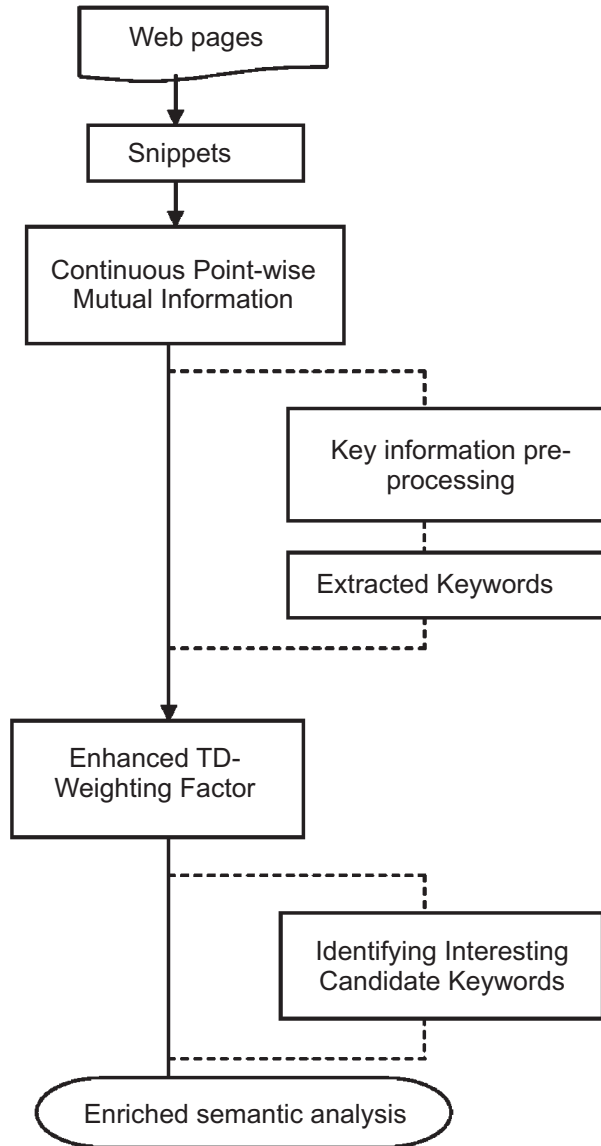 Web pages
Snippets
Continuous Point-wise
Mutual Information
Key information pre-
processing
Extracted Keywords
Enhanced TD-
Weighting Factor
Identifying Interesting
Candidate Keywords
Enriched semantic analysis